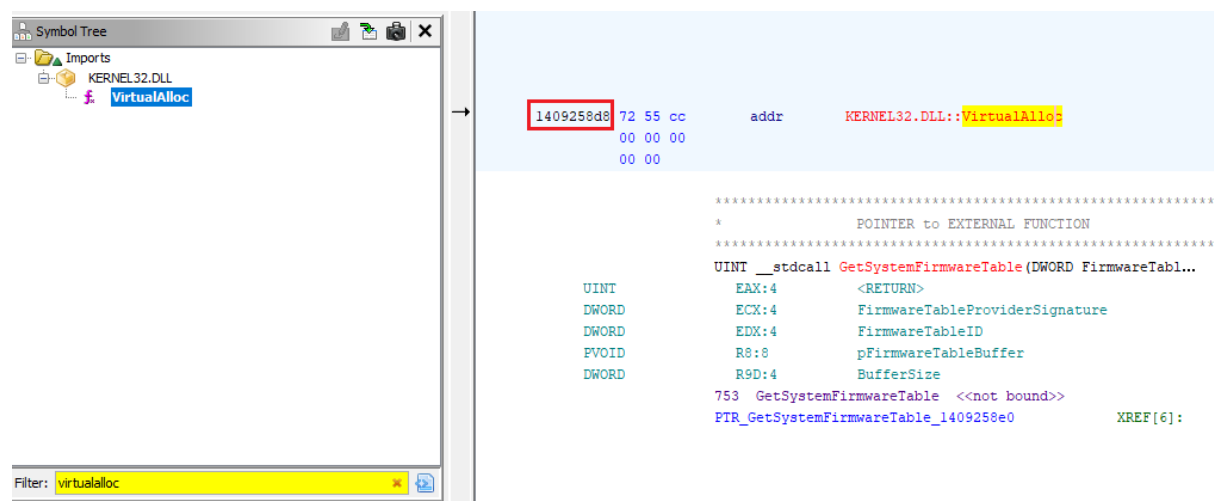 Symbol Tree
Imports
KERNEL32.DLL
VirtualAlloc
Filter: virtualalloc
1409258d8 72 55 cc addr KERNEL32.DLL::VirtualAlloc
00 00 00
00 00
************************************************************
* POINTER to EXTERNAL FUNCTION
************************************************************
UINT __stdcall GetSystemFirmwareTable(DWORD FirmwareTabl...
UINT EAX:4 <RETURN>
DWORD ECX:4 FirmwareTableProviderSignature
DWORD EDX:4 FirmwareTableID
PVOID R8:8 pFirmwareTableBuffer
DWORD R9D:4 BufferSize
753 GetSystemFirmwareTable <<not bound>>
PTR_GetSystemFirmwareTable_1409258e0 XREF[6]: